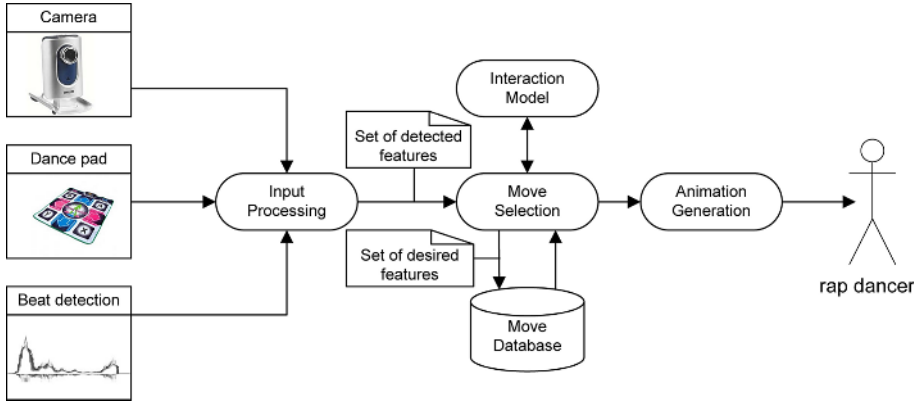 Camera
Dance pad
Beat detection
Input
Processing
Set of detected
features
Set of desired
features
Interaction
Model
Move
Selection
Move
Database
Animation
Generation
rap dancer